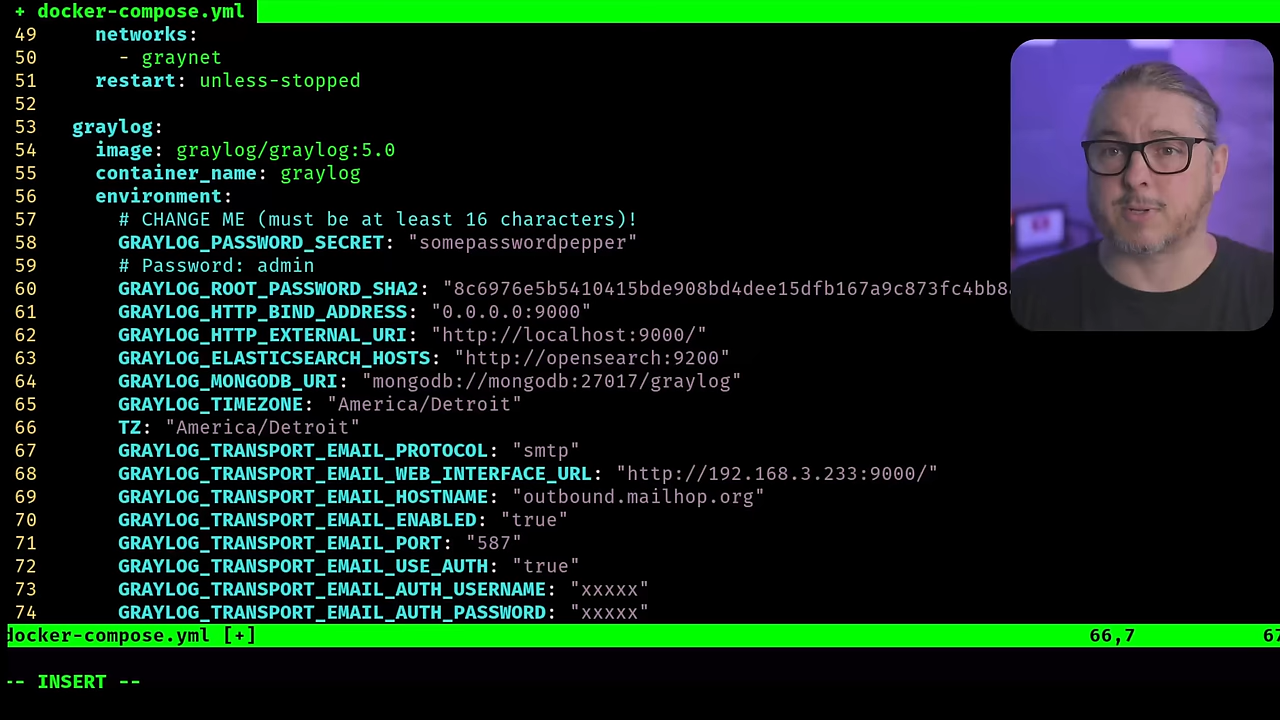 + docker-compose.yml
49 networks:
50 - graynet
51 restart: unless-stopped
52
53 graylog:
54 image: graylog/graylog:5.0
55 container_name: graylog
56 environment:
57 # CHANGE ME (must be at least 16 characters)!
58 GRAYLOG_PASSWORD_SECRET: "somepasswordpepper"
59 # Password: admin
60 GRAYLOG_ROOT_PASSWORD_SHA2: "8c6976e5b5410415bde908bd4dee15dfb167a9c873fc4bb8
61 GRAYLOG_HTTP_BIND_ADDRESS: "0.0.0.0:9000"
62 GRAYLOG_HTTP_EXTERNAL_URI: "http://localhost:9000/"
63 GRAYLOG_ELASTICSEARCH_HOSTS: "http://opensearch:9200"
64 GRAYLOG_MONGODB_URI: "mongodb://mongodb:27017/graylog"
65 GRAYLOG_TIMEZONE: "America/Detroit"
66 TZ: "America/Detroit"
67 GRAYLOG_TRANSPORT_EMAIL_PROTOCOL: "smtp"
68 GRAYLOG_TRANSPORT_EMAIL_WEB_INTERFACE_URL: "http://192.168.3.233:9000/"
69 GRAYLOG_TRANSPORT_EMAIL_HOSTNAME: "outbound.mailhop.org"
70 GRAYLOG_TRANSPORT_EMAIL_ENABLED: "true"
71 GRAYLOG_TRANSPORT_EMAIL_PORT: "587"
72 GRAYLOG_TRANSPORT_EMAIL_USE_AUTH: "true"
73 GRAYLOG_TRANSPORT_EMAIL_AUTH_USERNAME: "xxxxx"
74 GRAYLOG_TRANSPORT_EMAIL_AUTH_PASSWORD: "xxxxx"
docker-compose.yml [+] 66,7 67
-- INSERT --